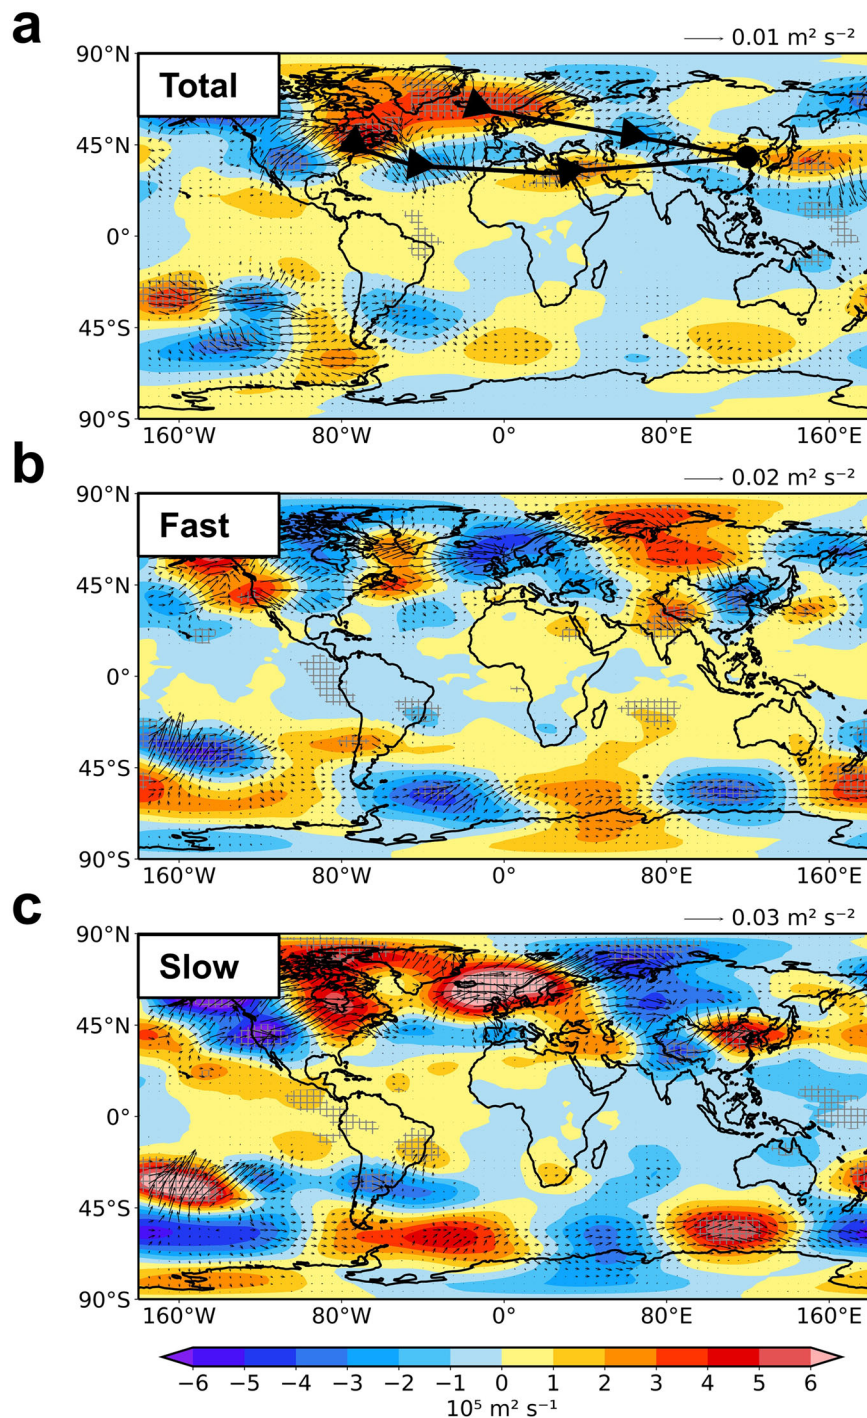 a
0.01 m² s⁻²
90°N
Total
45°N
0°
45°S
90°S
160°W 80°W 0° 80°E 160°E
b
0.02 m² s⁻²
90°N
Fast
45°N
0°
45°S
90°S
160°W 80°W 0° 80°E 160°E
c
0.03 m² s⁻²
90°N
Slow
45°N
0°
45°S
90°S
160°W 80°W 0° 80°E 160°E
−6 −5 −4 −3 −2 −1 0 1 2 3 4 5 6
10⁵ m² s⁻¹